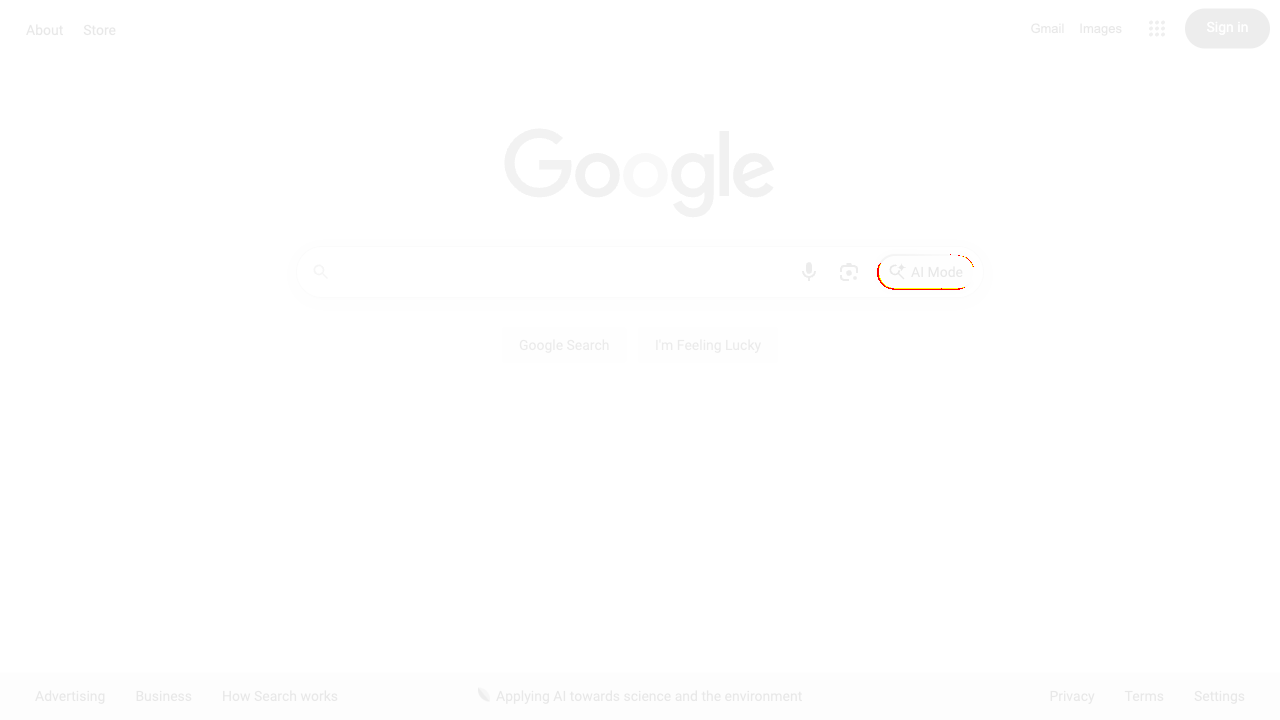 About Store
Gmail Images Sign in
Google
AI Mode
Google Search I'm Feeling Lucky
Advertising Business How Search works
Applying AI towards science and the environment
Privacy Terms Settings